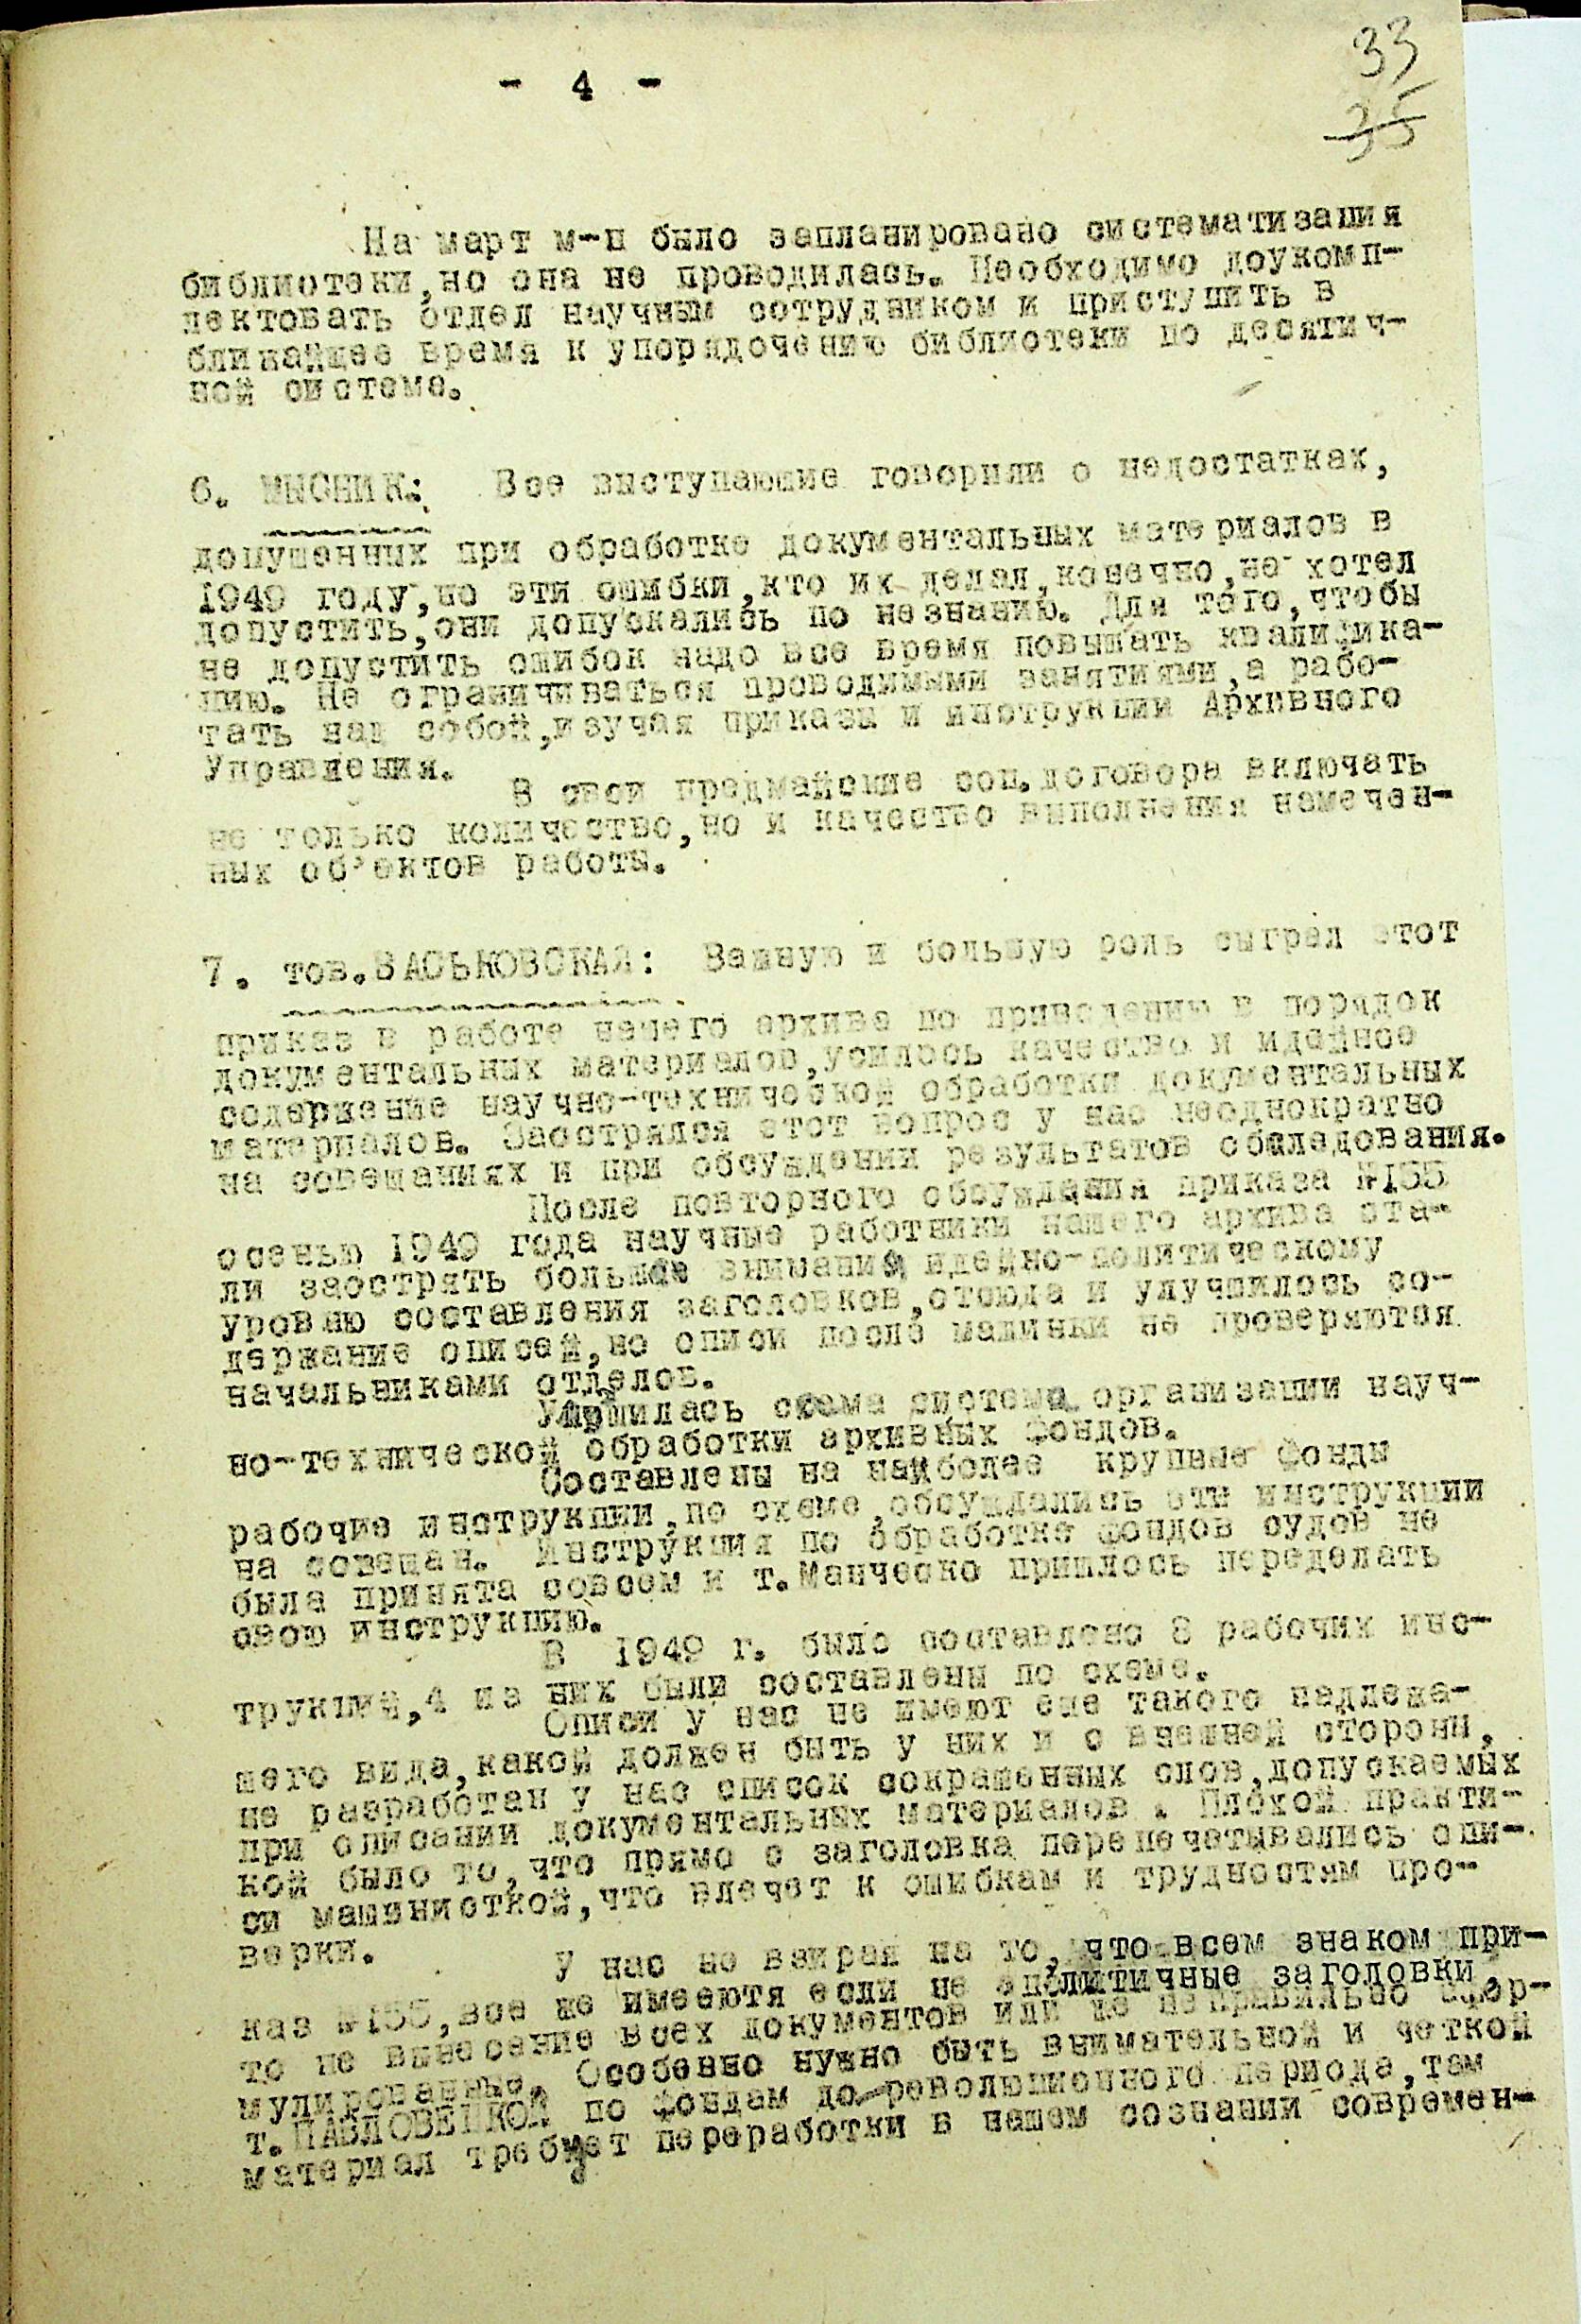 33
35
- 4 -
На март м-ц было запланировано систематизация
библиотеки,но она не проводилась. Необходимо доукомп-
лектовать отдел научным сотрудником и приступить в
ближайщее время к упорядочению библиотеки по десятич-
ной системе.
6. МЫСНИК: Все выступающие говорили о недостатках,
допущенных при обработке документальных материалов в
1949 году,но эти ошибки,кто их делал,конечно,не хотел
допустить,они допускались по незнанию. Для того,чтобы
не допустить ошибок надо все время повышать квалифика-
цию. Не ограничиваться проводимыми занятиями,а рабо-
тать над собой,изучая приказы и инструкции Архивного
Управления.
В свои предмайские соц.договора включать
не только количество,но и качество выполнения намечен-
ных об'ектов работы.
7. тов.ВАСЬКОВСКАЯ: Важную и большую роль сыграл этот
приказ в работе нашего архива по приведению в порядок
документальных материалов, качество и идейное
содержение научно-технической обработки документальных
материалов. Заострялся этот вопрос у нас неоднократно
на совещаниях и при обсуждении результатов обследования.
После повторного обсуждения приказа №155
осенью 1949 года научные работники нашего архива ста-
ли заострять больше внимания идейно-политическому
уровню составления заголовков,отсюда и улучшилось со-
держание описей,но описи после машинки не проверяются
начальниками отделов.
Улучшилась схема система организации науч-
но-технической обработки архивных фондов.
Составлены на наиболее крупные фонды
рабочие инструкции,по схеме,обсуждались эти инструкции
на совещан. Инструкция по обработке фондов судов не
была принята совсем и т.Манческо пришлось переделать
свою инструкцию.
В 1949 г. было составлено 8 рабочих инс-
трукций,4 из них были составлены по схеме.
Описи у нас не имеют еще такого надлежа-
щего вида,какой должен быть у них и с внешней стороны,
не разработан у нас список сокращенных слов,допускаемых
при описании документальных материалов . Плохой практи-
кой было то,что прямо с заголовка перепечатывались опи-
си машинисткой,что влечет к ошибкам и трудностям про-
верки.
У нас не взирая на то,что всем знаком при-
каз №155,все же имеютя если не аполитичные заголовки,
то не вынесение всех документов или же неправильно сфор-
мулированные. Особенно нужно быть внимательной и четкой
т.ПАВЛОВЕЦКОЙ по фондам до-революционного периода,там
материал требует переработки в нашем сознании современ-